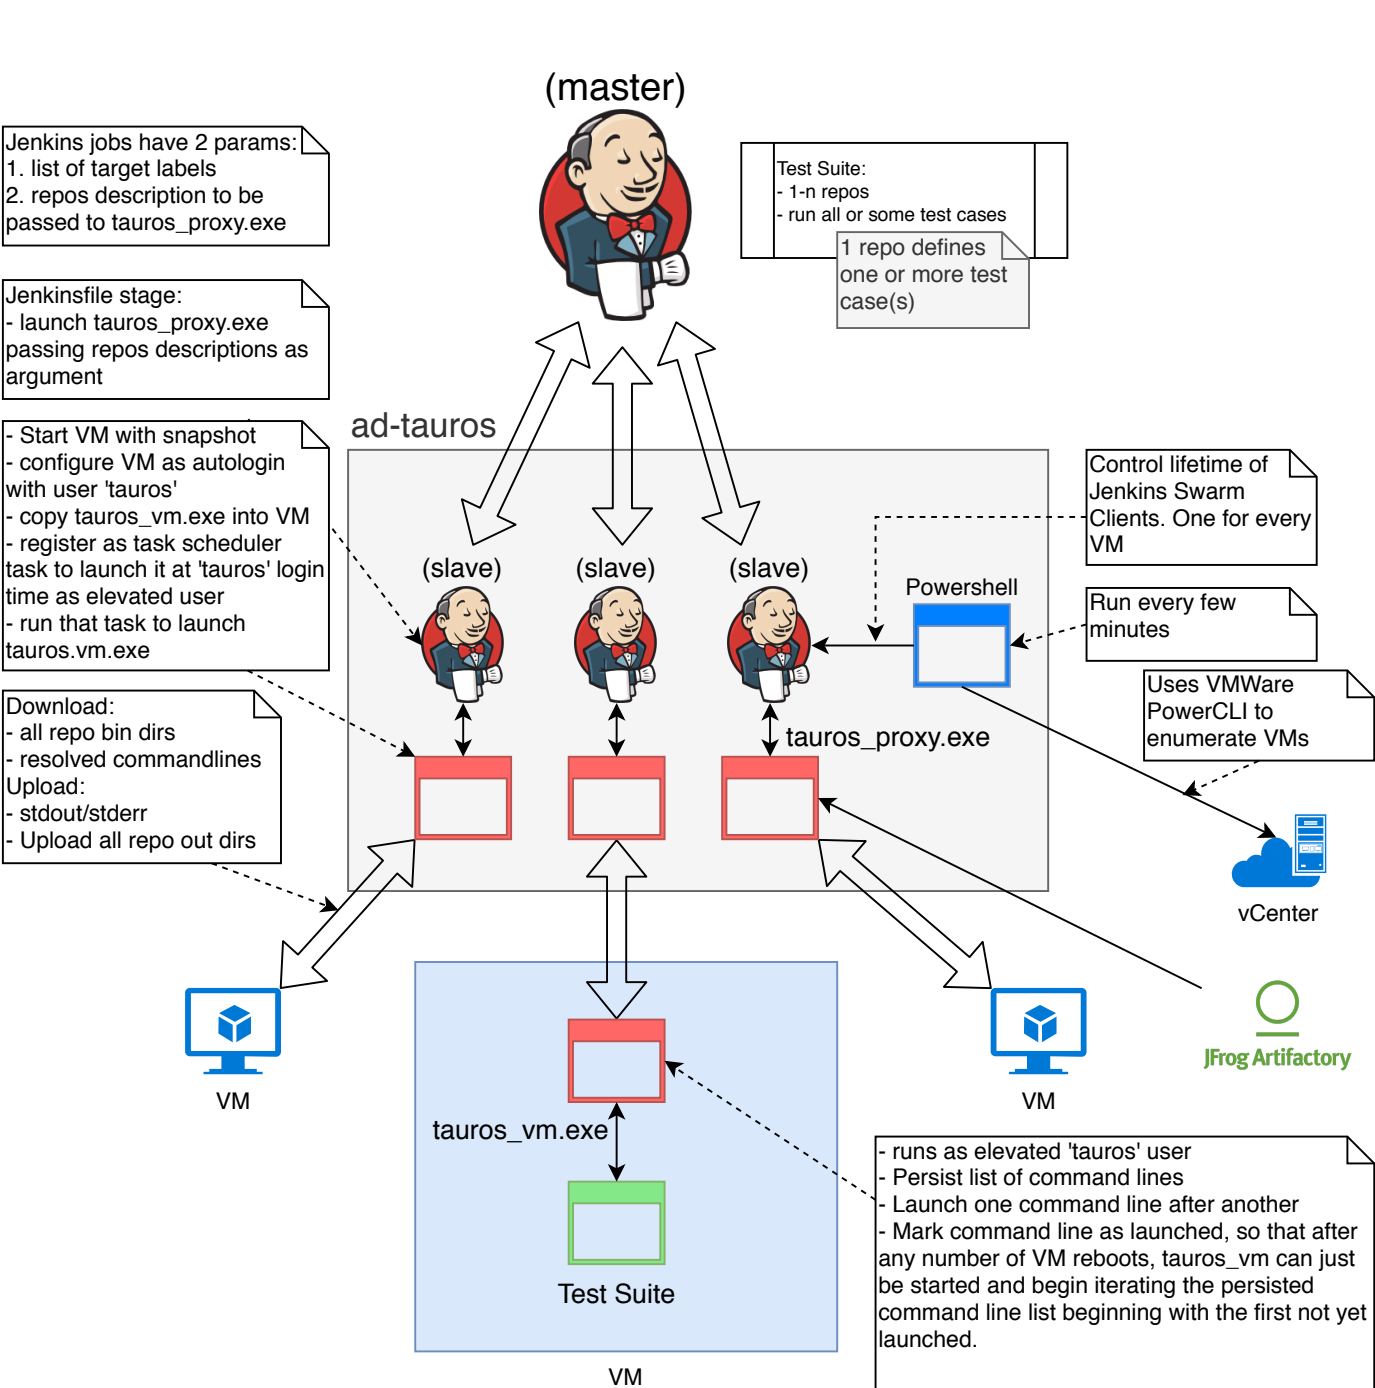 (master)
Jenkins jobs have 2 params:
1. list of target labels
2. repos description to be
passed to tauros_proxy.exe
Test Suite:
- 1-n repos
- run all or some test cases
1 repo defines
one or more test
case(s)
Jenkinsfile stage:
- launch tauros_proxy.exe
passing repos descriptions as
argument
ad-tauros
- Start VM with snapshot
- configure VM as autologin
with user 'tauros'
- copy tauros_vm.exe into VM
- register as task scheduler
task to launch it at 'tauros' login
time as elevated user
- run that task to launch
tauros.vm.exe
Control lifetime of
Jenkins Swarm
Clients. One for every
VM
(slave)
(slave)
(slave)
Powershell
Run every few
minutes
Uses VMWare
PowerCLI to
enumerate VMs
Download:
- all repo bin dirs
- resolved commandlines
Upload:
- stdout/stderr
- Upload all repo out dirs
tauros_proxy.exe
vCenter
JFrog Artifactory
VM
VM
tauros_vm.exe
Test Suite
VM
- runs as elevated 'tauros' user
- Persist list of command lines
- Launch one command line after another
- Mark command line as launched, so that after
any number of VM reboots, tauros_vm can just
be started and begin iterating the persisted
command line list beginning with the first not yet
launched.